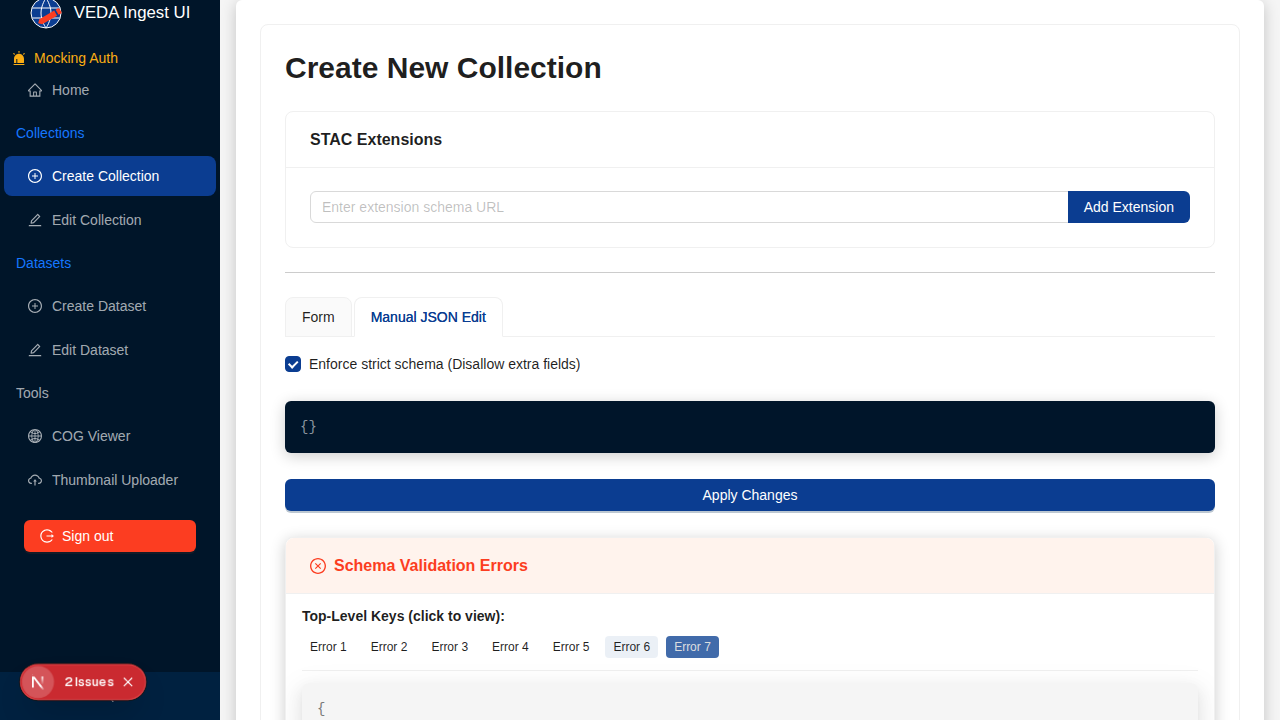 VEDA Ingest UI
Mocking Auth
Home
Collections
Create Collection
Edit Collection
Datasets
Create Dataset
Edit Dataset
Tools
COG Viewer
Thumbnail Uploader
Sign out
N 2 Issues
Create New Collection
STAC Extensions
Enter extension schema URL
Add Extension
Form
Manual JSON Edit
Enforce strict schema (Disallow extra fields)
{}
Apply Changes
Schema Validation Errors
Top-Level Keys (click to view):
Error 1 Error 2 Error 3 Error 4 Error 5 Error 6 Error 7
{